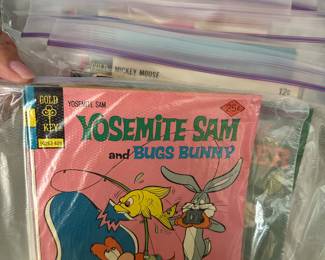 MICKEY MOUSE
12¢
GOLD KEY
YOSEMITE SAM
25¢
YOSEMITE SAM
and BUGS BUNNY